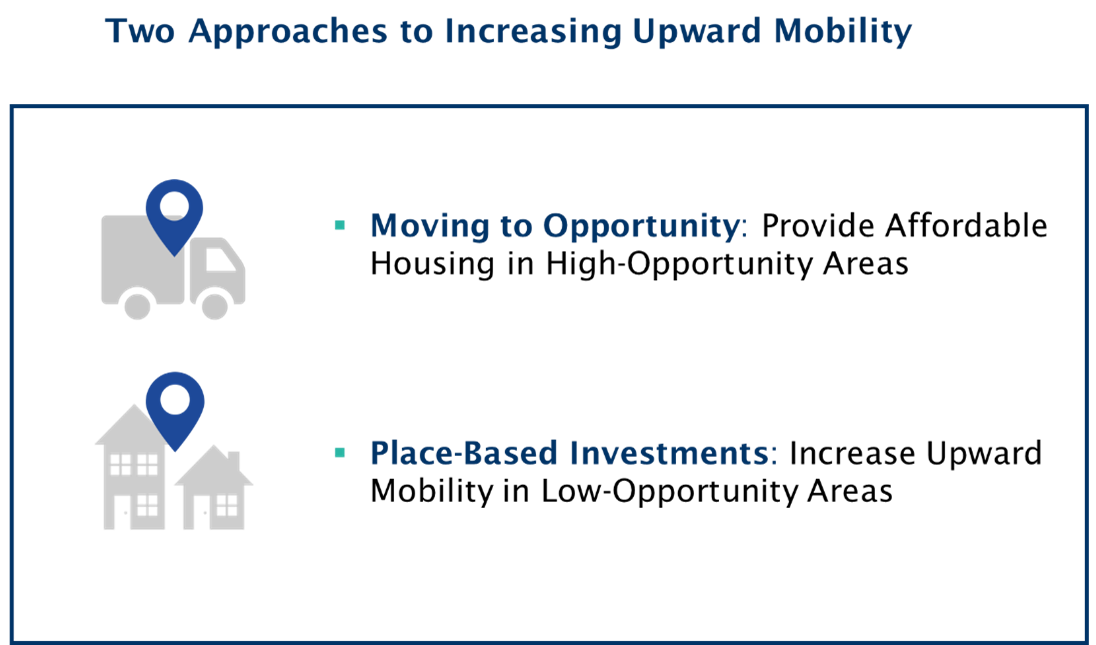 Two Approaches to Increasing Upward Mobility
▪ Moving to Opportunity: Provide Affordable
Housing in High-Opportunity Areas
▪ Place-Based Investments: Increase Upward
Mobility in Low-Opportunity Areas